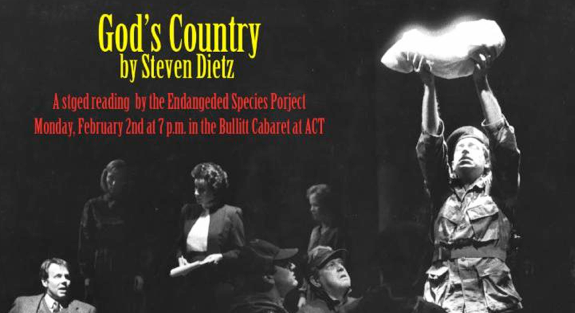 God's Country
by Steven Dietz
A stged reading by the Endangeded Species Porject
Monday, February 2nd at 7 p.m. in the Bullitt Cabaret at ACT